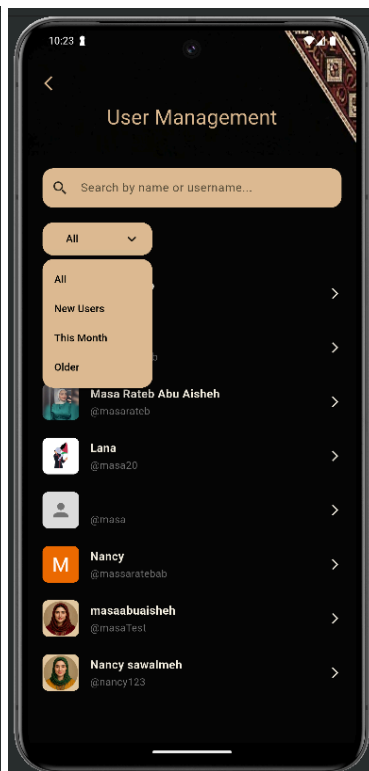 10:23
User Management
Search by name or username...
All
All
New Users
This Month
Older
Masa Rateb Abu Aisheh
@masarateb
Lana
@masa20
@masa
M
Nancy
@massaratebab
masaabuaisheh
@masaTest
Nancy sawalmeh
@nancy123